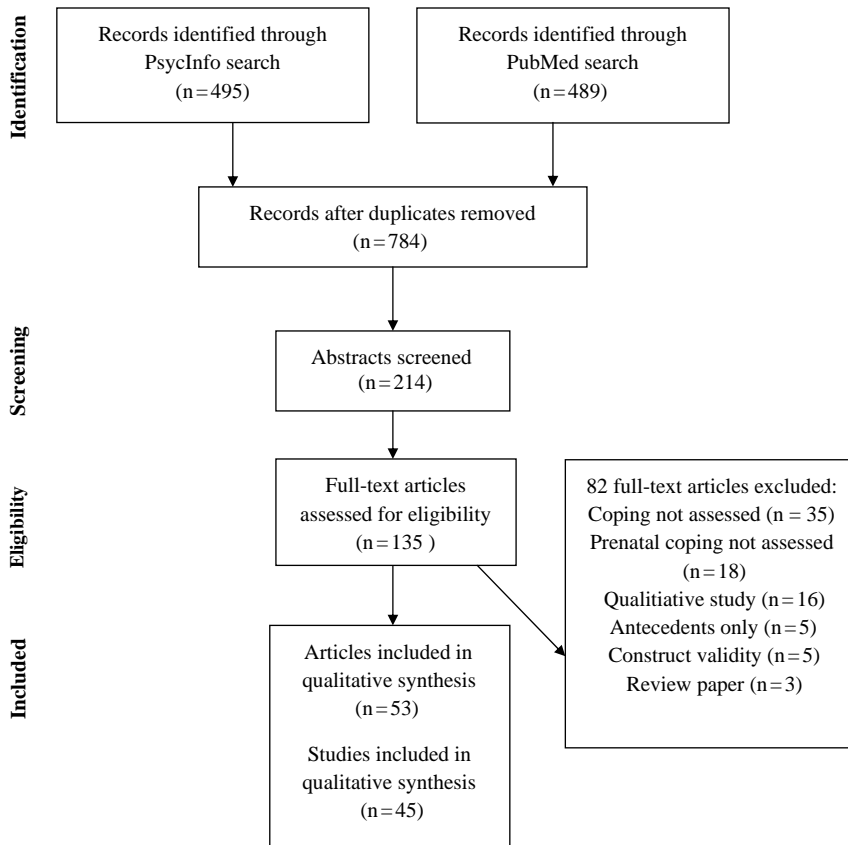 Identification
Records identified through
PsycInfo search
(n=495)
Records identified through
PubMed search
(n=489)
Records after duplicates removed
(n=784)
Screening
Abstracts screened
(n=214)
Eligibility
Full-text articles
assessed for eligibility
(n=135 )
82 full-text articles excluded:
Coping not assessed (n = 35)
Prenatal coping not assessed
(n=18)
Qualitiative study (n=16)
Antecedents only (n=5)
Construct validity (n=5)
Review paper (n=3)
Included
Articles included in
qualitative synthesis
(n=53)
Studies included in
qualitative synthesis
(n=45)